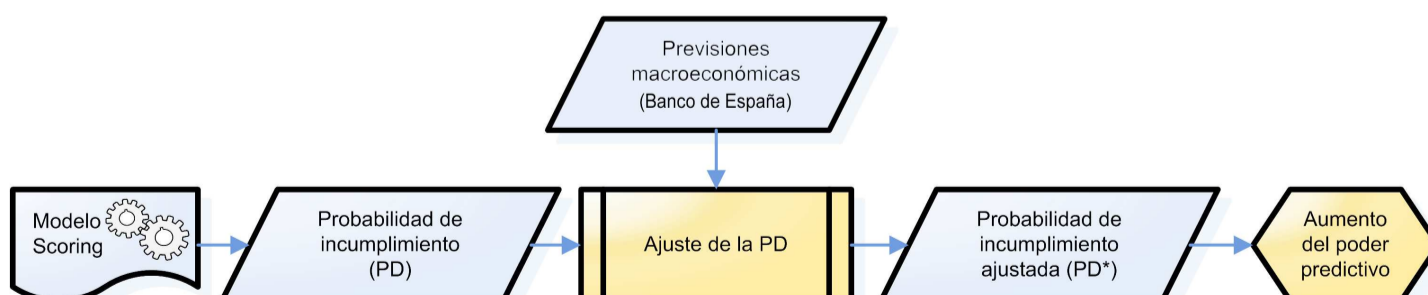 Previsiones
macroeconómicas
(Banco de España)
Modelo
Scoring
Probabilidad de
incumplimiento
(PD)
Ajuste de la PD
Probabilidad de
incumplimiento
ajustada (PD*)
Aumento
del poder
predictivo